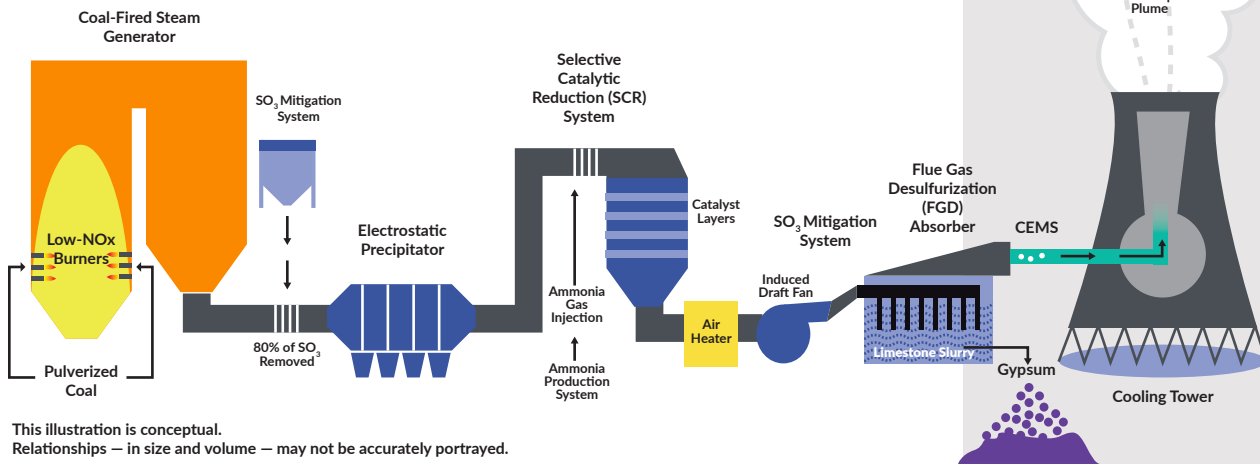 Coal-Fired Steam
Generator
SO3 Mitigation
System
Low-NOx
Burners
Pulverized
Coal
80% of SO3
Removed
Electrostatic
Precipitator
Selective
Catalytic
Reduction (SCR)
System
Ammonia
Gas
Injection
Ammonia
Production
System
Catalyst
Layers
Air
Heater
SO3 Mitigation
System
Induced
Draft Fan
Flue Gas
Desulfurization
(FGD)
Absorber
Limestone Slurry
CEMS
Gypsum
Plume
Cooling Tower
This illustration is conceptual.
Relationships — in size and volume — may not be accurately portrayed.